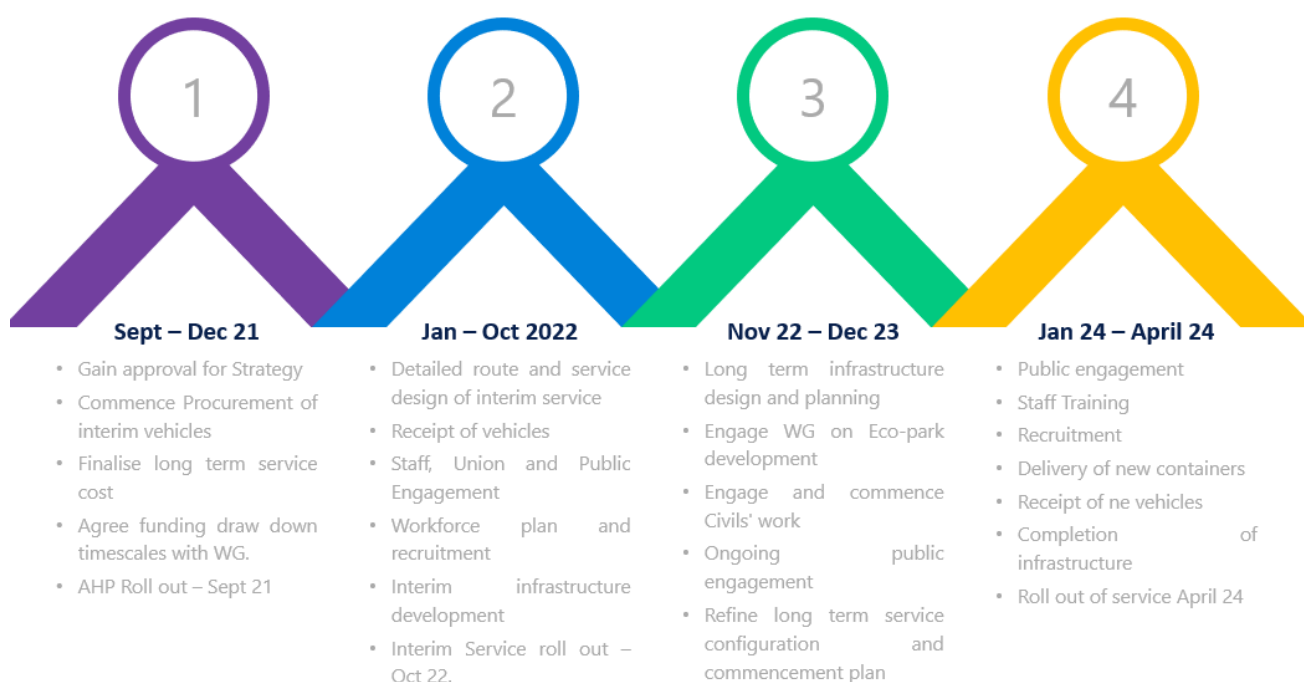 1
2
3
4
Sept – Dec 21
• Gain approval for Strategy
• Commence Procurement of
interim vehicles
• Finalise long term service
cost
• Agree funding draw down
timescales with WG.
• AHP Roll out – Sept 21
Jan – Oct 2022
• Detailed route and service
design of interim service
• Receipt of vehicles
• Staff, Union and Public
Engagement
• Workforce plan and
recruitment
• Interim infrastructure
development
• Interim Service roll out –
Oct 22.
Nov 22 – Dec 23
• Long term infrastructure
design and planning
• Engage WG on Eco-park
development
• Engage and commence
Civils' work
• Ongoing public
engagement
• Refine long term service
configuration and
commencement plan
Jan 24 – April 24
• Public engagement
• Staff Training
• Recruitment
• Delivery of new containers
• Receipt of ne vehicles
• Completion of
infrastructure
• Roll out of service April 24